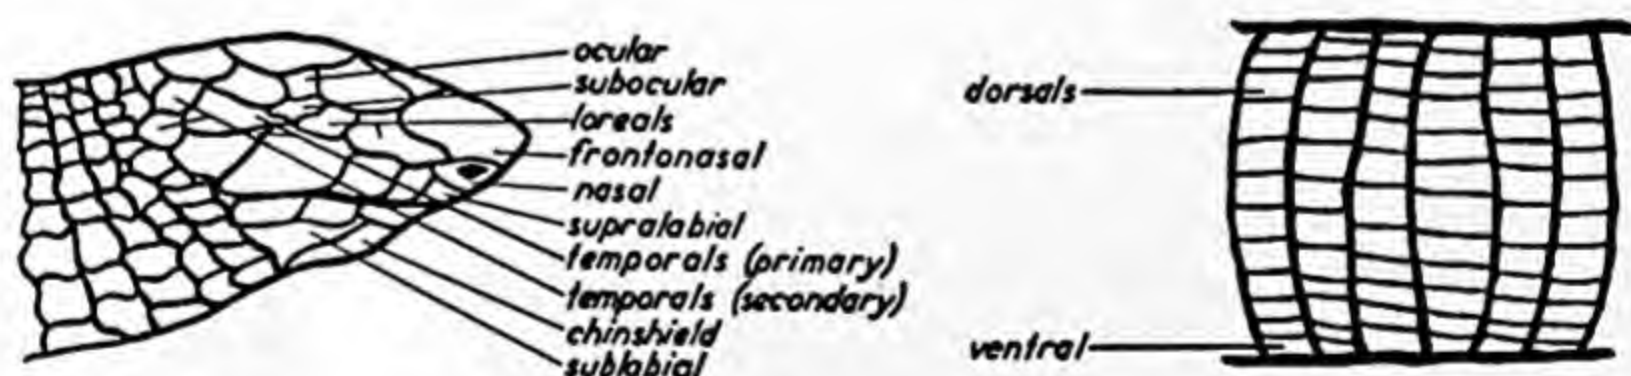 ocular
subocular
loreals
frontonasal
nasal
supralabial
temporals (primary)
temporals (secondary)
chinshield
sublabial
dorsals
ventral